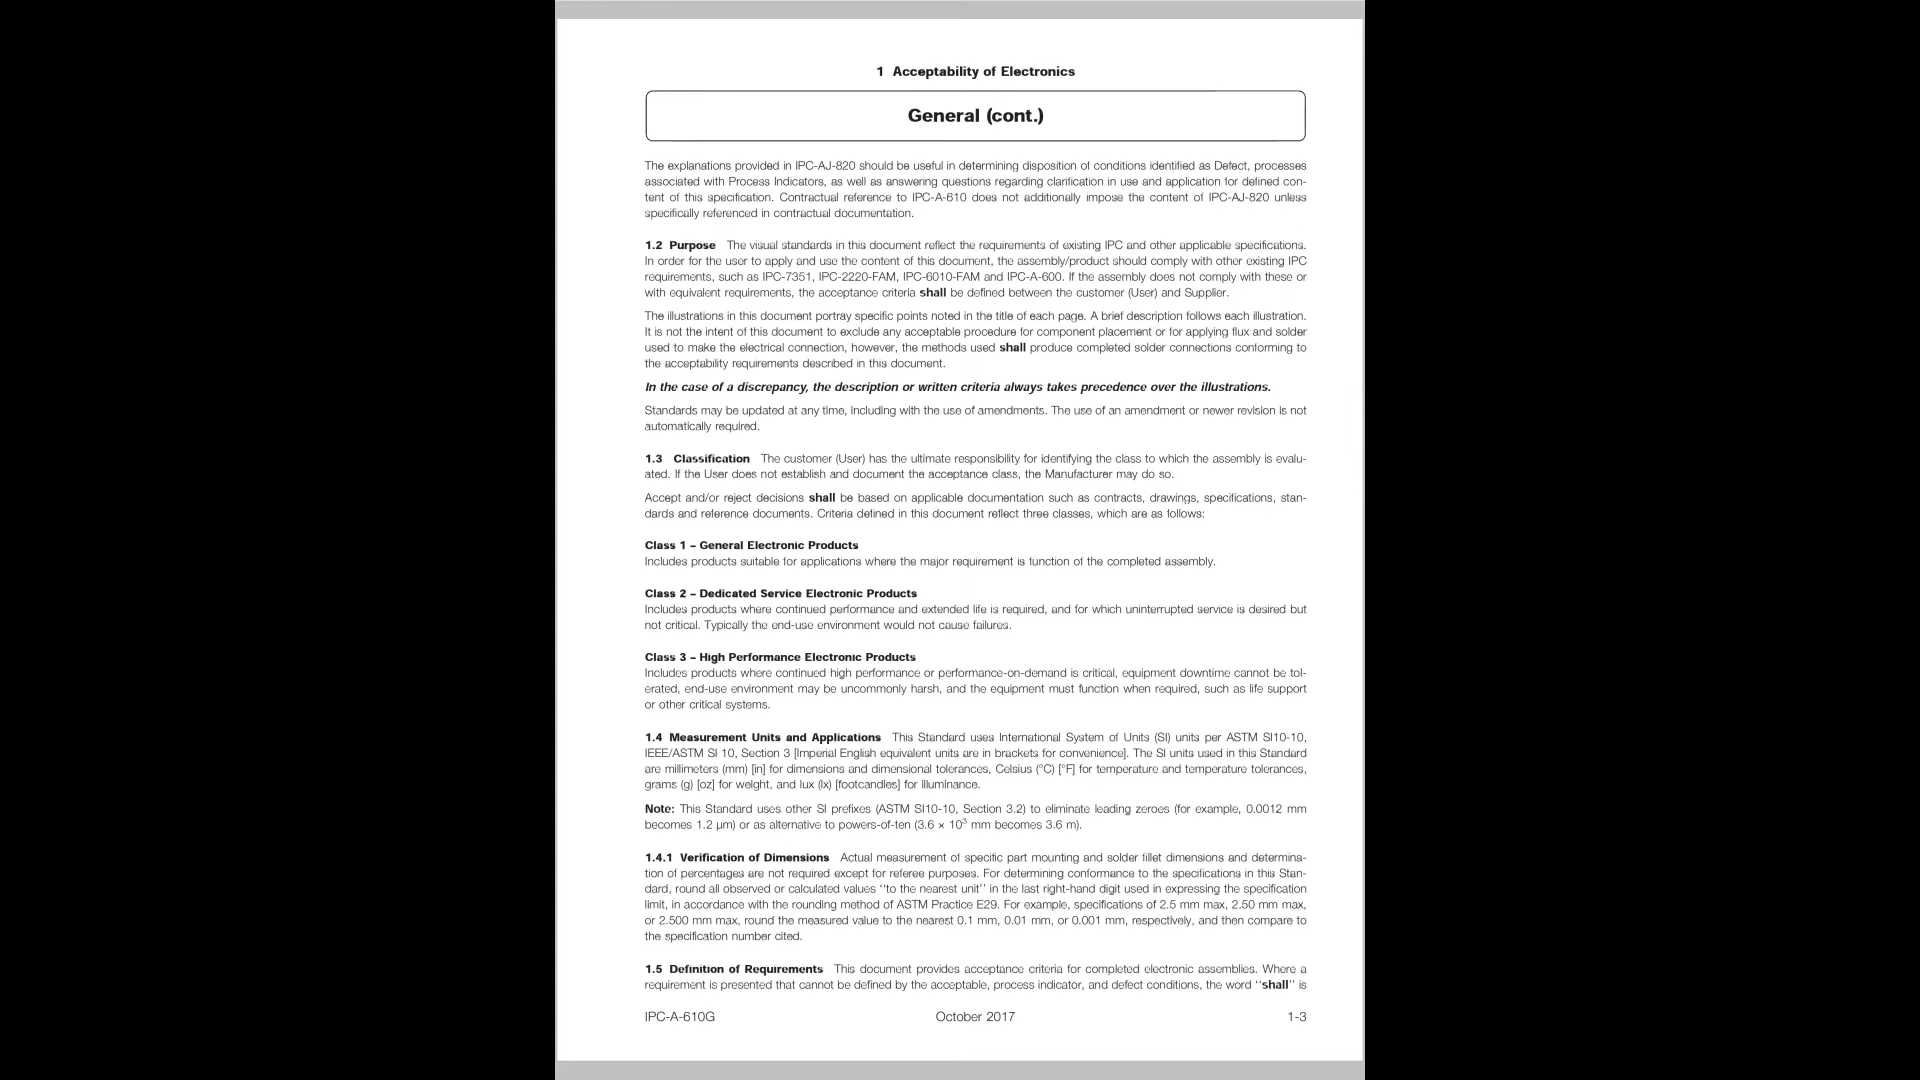 1 Acceptability of Electronics
General (cont.)
The explanations provided in IPC-AJ-820 should be useful in determining disposition of conditions identified as Defect, processes
associated with Process Indicators, as well as answering questions regarding clarification in use and application for defined con-
tent of this specification. Contractual reference to IPC-A-610 does not additionally impose the content of IPC-AJ-820 unless
specifically referenced in contractual documentation.
1.2 Purpose The visual standards in this document reflect the requirements of existing IPC and other applicable specifications.
In order for the user to apply and use the content of this document, the assembly/product should comply with other existing IPC
requirements, such as IPC-7351, IPC-2220-FAM, IPC-6010-FAM and IPC-A-600. If the assembly does not comply with these or
with equivalent requirements, the acceptance criteria shall be defined between the customer (User) and Supplier.
The illustrations in this document portray specific points noted in the title of each page. A brief description follows each illustration.
It is not the intent of this document to exclude any acceptable procedure for component placement or for applying flux and solder
used to make the electrical connection, however, the methods used shall produce completed solder connections conforming to
the acceptability requirements described in this document.
In the case of a discrepancy, the description or written criteria always takes precedence over the illustrations.
Standards may be updated at any time, including with the use of amendments. The use of an amendment or newer revision is not
automatically required.
1.3 Classification The customer (User) has the ultimate responsibility for identifying the class to which the assembly is evalu-
ated. If the User does not establish and document the acceptance class, the Manufacturer may do so.
Accept and/or reject decisions shall be based on applicable documentation such as contracts, drawings, specifications, stan-
dards and reference documents. Criteria defined in this document reflect three classes, which are as follows:
Class 1 – General Electronic Products
Includes products suitable for applications where the major requirement is function of the completed assembly.
Class 2 – Dedicated Service Electronic Products
Includes products where continued performance and extended life is required, and for which uninterrupted service is desired but
not critical. Typically the end-use environment would not cause failures.
Class 3 – High Performance Electronic Products
Includes products where continued high performance or performance-on-demand is critical, equipment downtime cannot be tol-
erated, end-use environment may be uncommonly harsh, and the equipment must function when required, such as life support
or other critical systems.
1.4 Measurement Units and Applications This Standard uses International System of Units (SI) units per ASTM SI10-10,
IEEE/ASTM SI 10, Section 3 [Imperial English equivalent units are in brackets for convenience]. The SI units used in this Standard
are millimeters (mm) [in] for dimensions and dimensional tolerances, Celsius (°C) [°F] for temperature and temperature tolerances,
grams (g) [oz] for weight, and lux (lx) [footcandles] for illuminance.
Note: This Standard uses other SI prefixes (ASTM SI10-10, Section 3.2) to eliminate leading zeroes (for example, 0.0012 mm
becomes 1.2 µm) or as alternative to powers-of-ten (3.6 × 10³ mm becomes 3.6 m).
1.4.1 Verification of Dimensions Actual measurement of specific part mounting and solder fillet dimensions and determina-
tion of percentages are not required except for referee purposes. For determining conformance to the specifications in this Stan-
dard, round all observed or calculated values ‘‘to the nearest unit’’ in the last right-hand digit used in expressing the specification
limit, in accordance with the rounding method of ASTM Practice E29. For example, specifications of 2.5 mm max, 2.50 mm max,
or 2.500 mm max, round the measured value to the nearest 0.1 mm, 0.01 mm, or 0.001 mm, respectively, and then compare to
the specification number cited.
1.5 Definition of Requirements This document provides acceptance criteria for completed electronic assemblies. Where a
requirement is presented that cannot be defined by the acceptable, process indicator, and defect conditions, the word ‘‘shall’’ is
IPC-A-610G October 2017 1-3